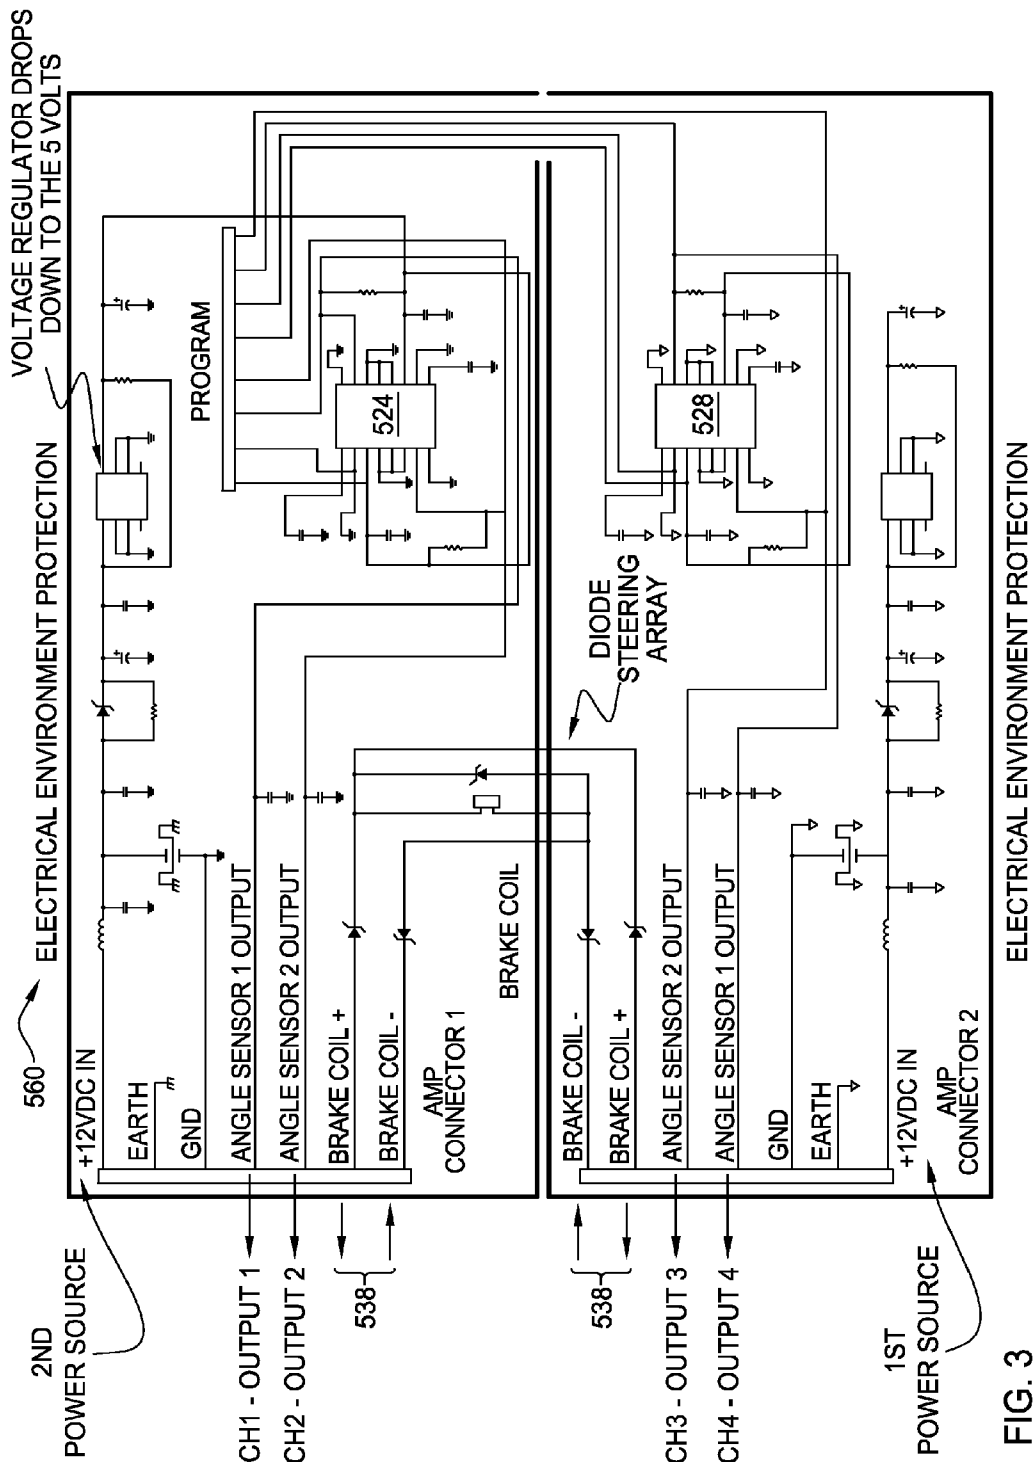 VOLTAGE REGULATOR DROPS
DOWN TO THE 5 VOLTS
560
ELECTRICAL ENVIRONMENT PROTECTION
2ND
POWER SOURCE
+12VDC IN
EARTH
GND
ANGLE SENSOR 1 OUTPUT
ANGLE SENSOR 2 OUTPUT
BRAKE COIL +
BRAKE COIL -
AMP
CONNECTOR 1
CH1 - OUTPUT 1
CH2 - OUTPUT 2
538
PROGRAM
524
BRAKE COIL
DIODE
STEERING
ARRAY
528
BRAKE COIL -
BRAKE COIL +
ANGLE SENSOR 2 OUTPUT
ANGLE SENSOR 1 OUTPUT
GND
EARTH
+12VDC IN
AMP
CONNECTOR 2
538
CH3 - OUTPUT 3
CH4 - OUTPUT 4
1ST
POWER SOURCE
ELECTRICAL ENVIRONMENT PROTECTION
FIG. 3